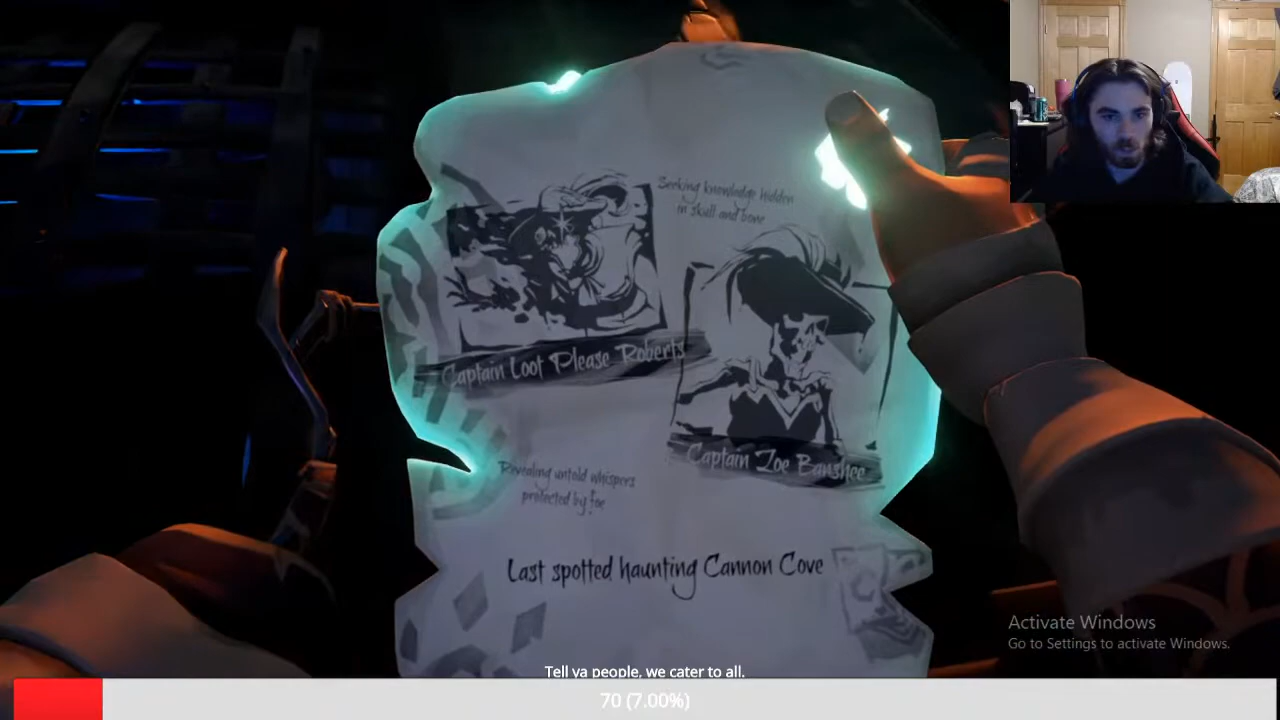 Seeking knowledge hidden
in skull and bone
Captain Loot Please Roberts
Captain Zoe Banshee
Revealing untold whispers
protected by foe
Last spotted haunting Cannon Cove
Activate Windows
Go to Settings to activate Windows.
Tell ya people, we cater to all.
70 (7.00%)